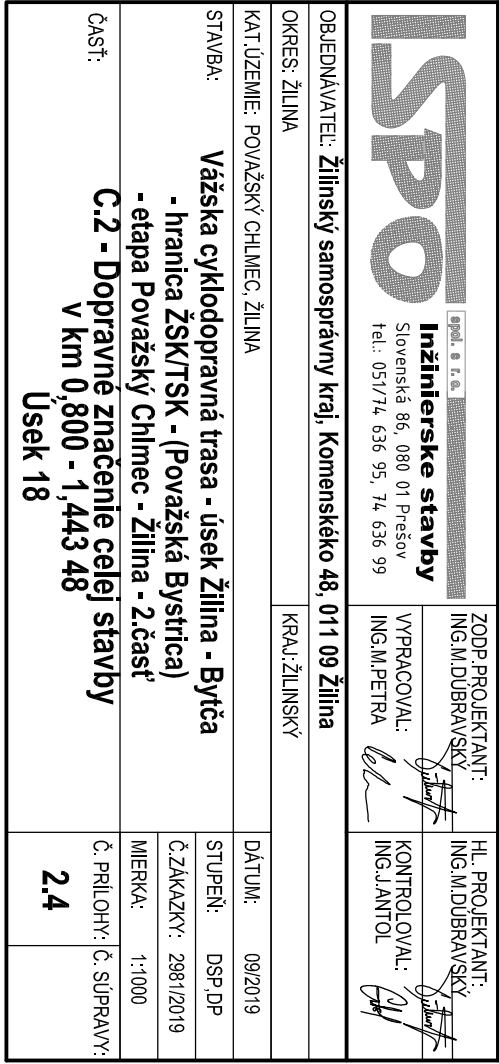 ISPO
spol. s r. o.
Inžinierske stavby
Slovenská 86, 080 01 Prešov
tel.: 051/74 636 95, 74 636 99
ZODP.PROJEKTANT:
ING.M.DÚBRAVSKÝ
HL. PROJEKTANT:
ING.M.DÚBRAVSKÝ
VYPRACOVAL:
ING.M.PETRA
KONTROLOVAL:
ING.J.ANTOL
OBJEDNÁVATEĽ: Žilinský samosprávny kraj, Komenského 48, 011 09 Žilina
OKRES: ŽILINA
KRAJ:ŽILINSKÝ
KAT.ÚZEMIE: POVAŽSKÝ CHLMEC, ŽILINA
DÁTUM: 09/2019
STAVBA:
Vážska cyklodopravná trasa - úsek Žilina - Bytča
- hranica ŽSK/TSK - (Považská Bystrica)
- etapa Považský Chlmec - Žilina - 2.časť
STUPEŇ: DSP,DP
Č.ZÁKAZKY: 2981/2019
MIERKA: 1:1000
ČASŤ:
C.2 - Dopravné značenie celej stavby
v km 0,800 - 1,443 48
Úsek 18
Č. PRÍLOHY:
2.4
Č. SÚPRAVY: